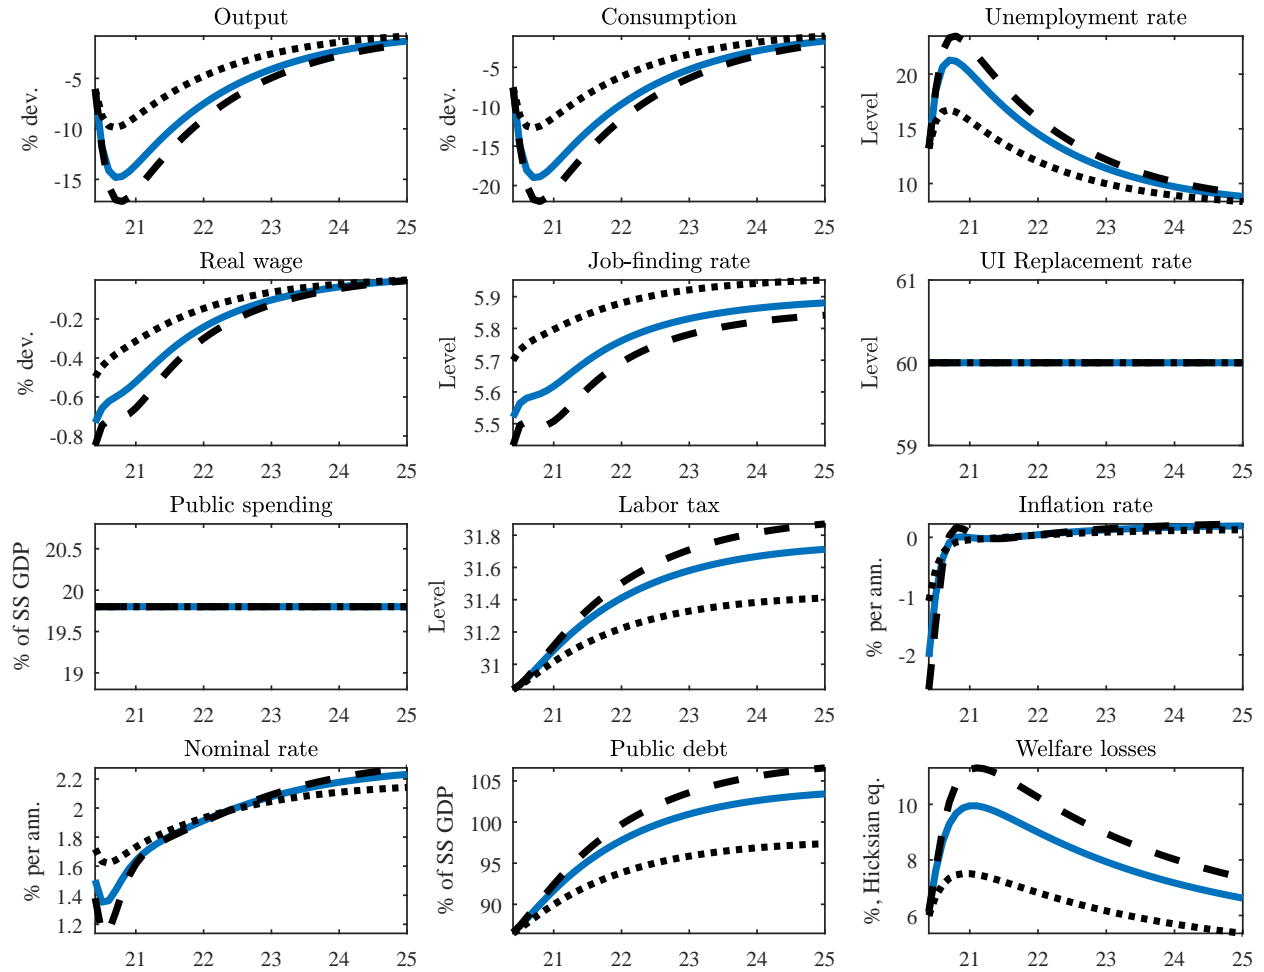 Output
% dev.
-5
-10
-15
21 22 23 24 25
Consumption
% dev.
-5
-10
-15
-20
21 22 23 24 25
Unemployment rate
Level
20
15
10
21 22 23 24 25
Real wage
% dev.
-0.2
-0.4
-0.6
-0.8
21 22 23 24 25
Job-finding rate
Level
5.9
5.8
5.7
5.6
5.5
21 22 23 24 25
UI Replacement rate
Level
61
60
59
21 22 23 24 25
Public spending
% of SS GDP
20.5
20
19.5
19
21 22 23 24 25
Labor tax
Level
31.8
31.6
31.4
31.2
31
21 22 23 24 25
Inflation rate
% per ann.
0
-1
-2
21 22 23 24 25
Nominal rate
% per ann.
2.2
2
1.8
1.6
1.4
1.2
21 22 23 24 25
Public debt
% of SS GDP
105
100
95
90
21 22 23 24 25
Welfare losses
%, Hicksian eq.
10
8
6
21 22 23 24 25